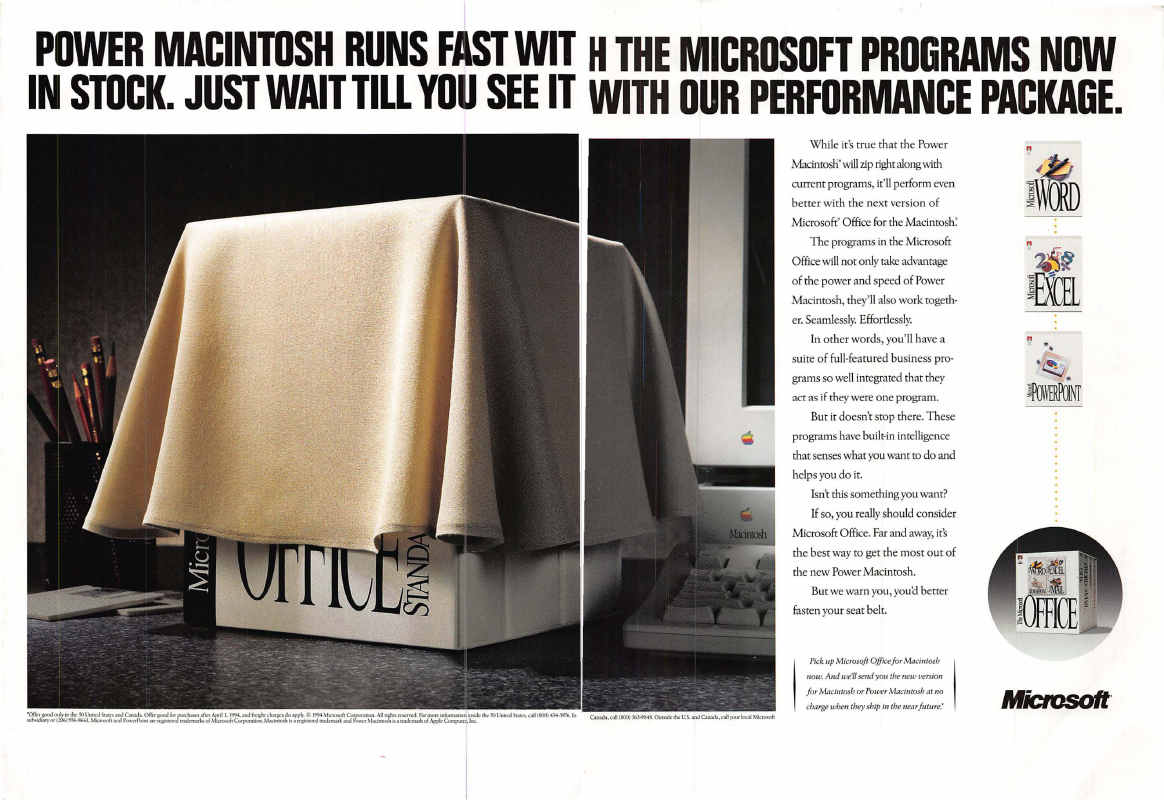 POWER MACINTOSH RUNS FAST WITH THE MICROSOFT PROGRAMS NOW
IN STOCK. JUST WAIT TILL YOU SEE IT WITH OUR PERFORMANCE PACKAGE.
While it's true that the Power
Macintosh® will zip right along with
current programs, it'll perform even
better with the next version of
Microsoft® Office for the Macintosh.®
The programs in the Microsoft
Office will not only take advantage
of the power and speed of Power
Macintosh, they'll also work togeth-
er. Seamlessly. Effortlessly.
In other words, you'll have a
suite of full-featured business pro-
grams so well integrated that they
act as if they were one program.
But it doesn't stop there. These
programs have built-in intelligence
that senses what you want to do and
helps you do it.
Isn't this something you want?
If so, you really should consider
Microsoft Office. Far and away, it's
the best way to get the most out of
the new Power Macintosh.
But we warn you, you'd better
fasten your seat belt.
Pick up Microsoft Office for Macintosh
now. And we'll send you the new version
for Macintosh or Power Macintosh at no
charge when they ship in the near future.*
Microsoft
WORD
Microsoft
EXCEL
Microsoft
POWERPOINT
The Microsoft
OFFICE
WORD EXCEL
MAIL
Microsoft
Micro
OFFICE
STANDA
Macintosh
*Offer good only in the 50 United States and Canada. Offer good for purchases after April 1, 1994, and freight charges do apply. © 1994 Microsoft Corporation. All rights reserved. For more information inside the 50 United States, call (800) 434-3976. In Canada, call (800) 563-9048. Outside the U.S. and Canada, call your local Microsoft
subsidiary or (206) 936-8661. Microsoft and PowerPoint are registered trademarks of Microsoft Corporation. Macintosh is a registered trademark and Power Macintosh is a trademark of Apple Computer, Inc.